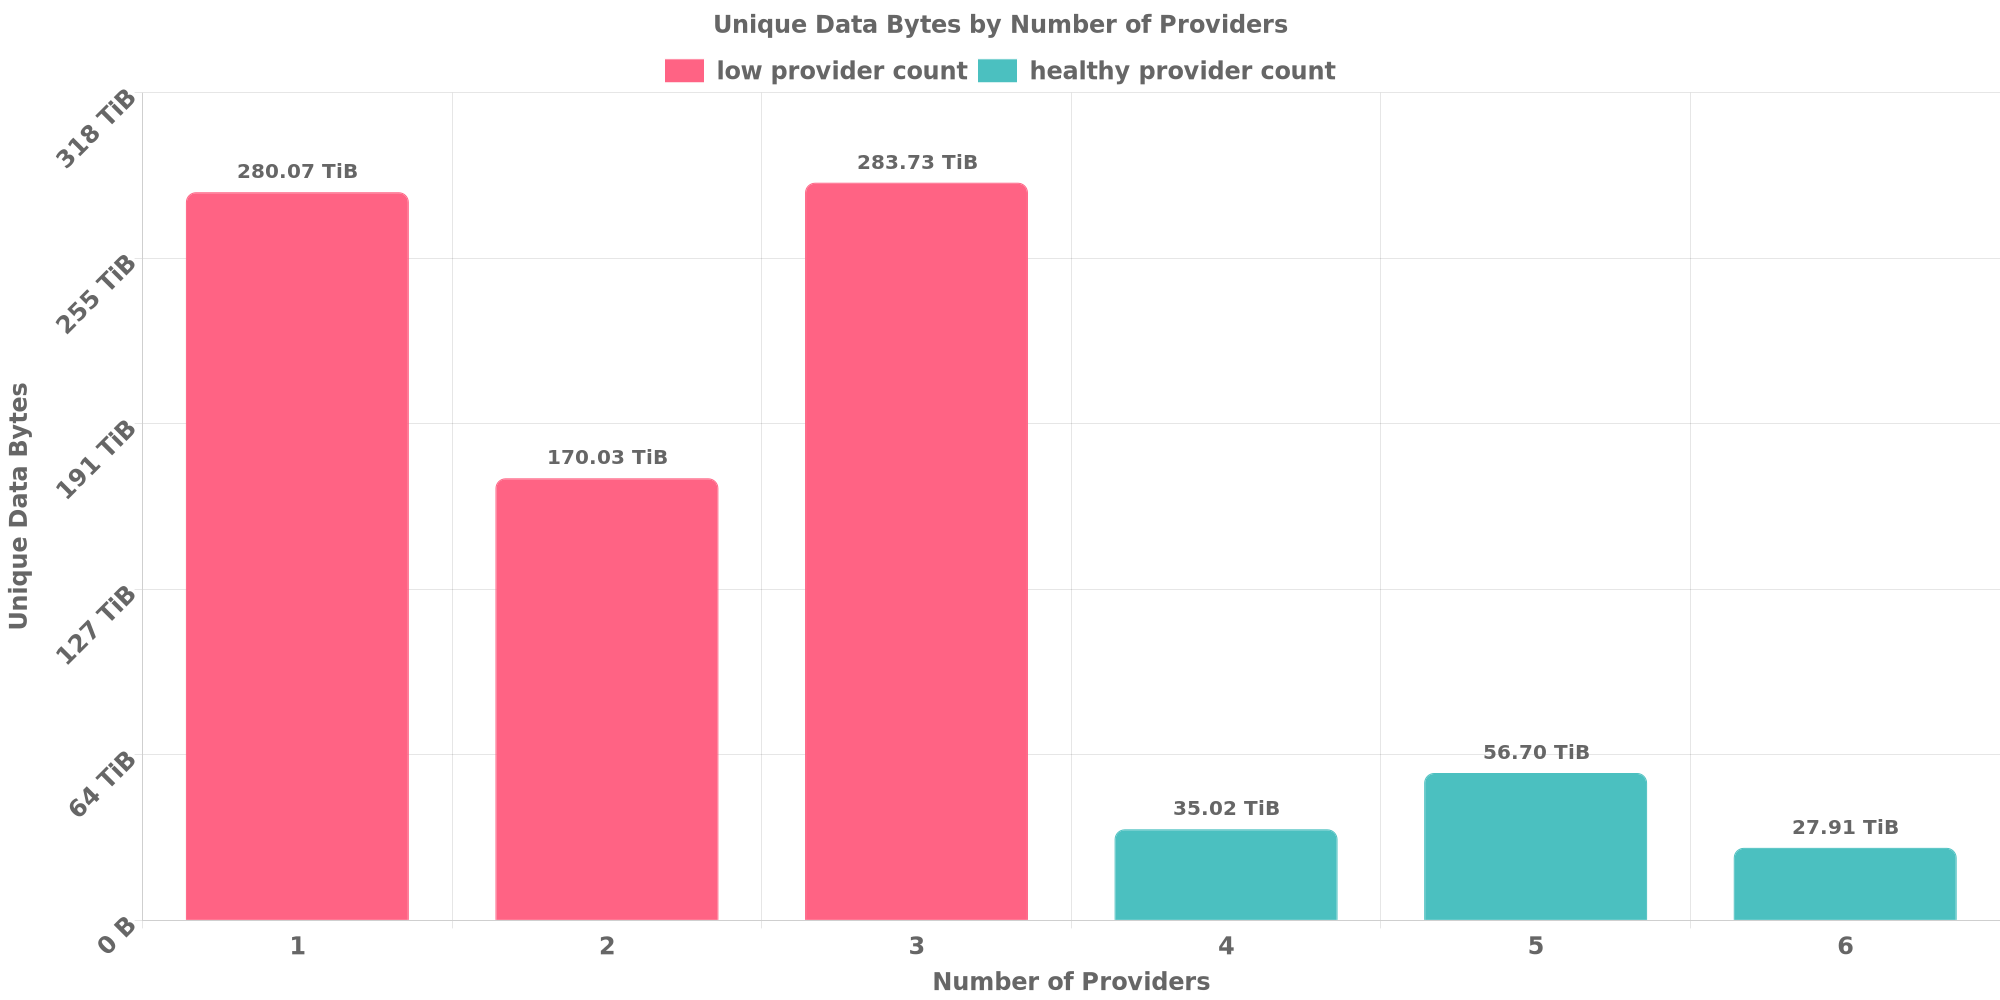 Unique Data Bytes by Number of Providers
low provider count healthy provider count
318 TiB
255 TiB
191 TiB
127 TiB
64 TiB
0 B
Unique Data Bytes
280.07 TiB
170.03 TiB
283.73 TiB
35.02 TiB
56.70 TiB
27.91 TiB
1 2 3 4 5 6
Number of Providers